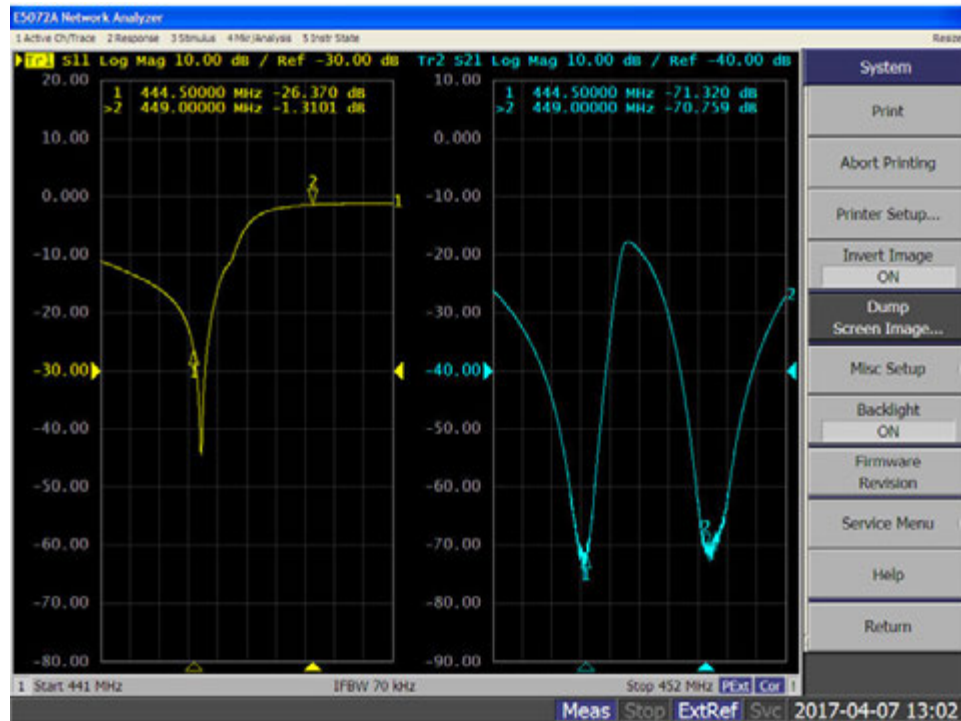 E5072A Network Analyzer
1 Active Ch/Trace 2 Response 3 Stimulus 4 Mkr/Analysis 5 Instr State
Resize
Tr1 S11 Log Mag 10.00 dB / Ref -30.00 dB
1 444.50000 MHz -26.370 dB
>2 449.00000 MHz -1.3101 dB
20.00
10.00
0.000
-10.00
-20.00
-30.00
-40.00
-50.00
-60.00
-70.00
-80.00
2
1
1
Tr2 S21 Log Mag 10.00 dB / Ref -40.00 dB
1 444.50000 MHz -71.320 dB
>2 449.00000 MHz -70.759 dB
10.00
0.000
-10.00
-20.00
-30.00
-40.00
-50.00
-60.00
-70.00
-80.00
-90.00
2
2
1
System
Print
Abort Printing
Printer Setup...
Invert Image
ON
Dump
Screen Image...
Misc Setup
Backlight
ON
Firmware
Revision
Service Menu
Help
Return
1 Start 441 MHz IFBW 70 kHz Stop 452 MHz PExt Cor !
Meas Stop ExtRef Svc 2017-04-07 13:02